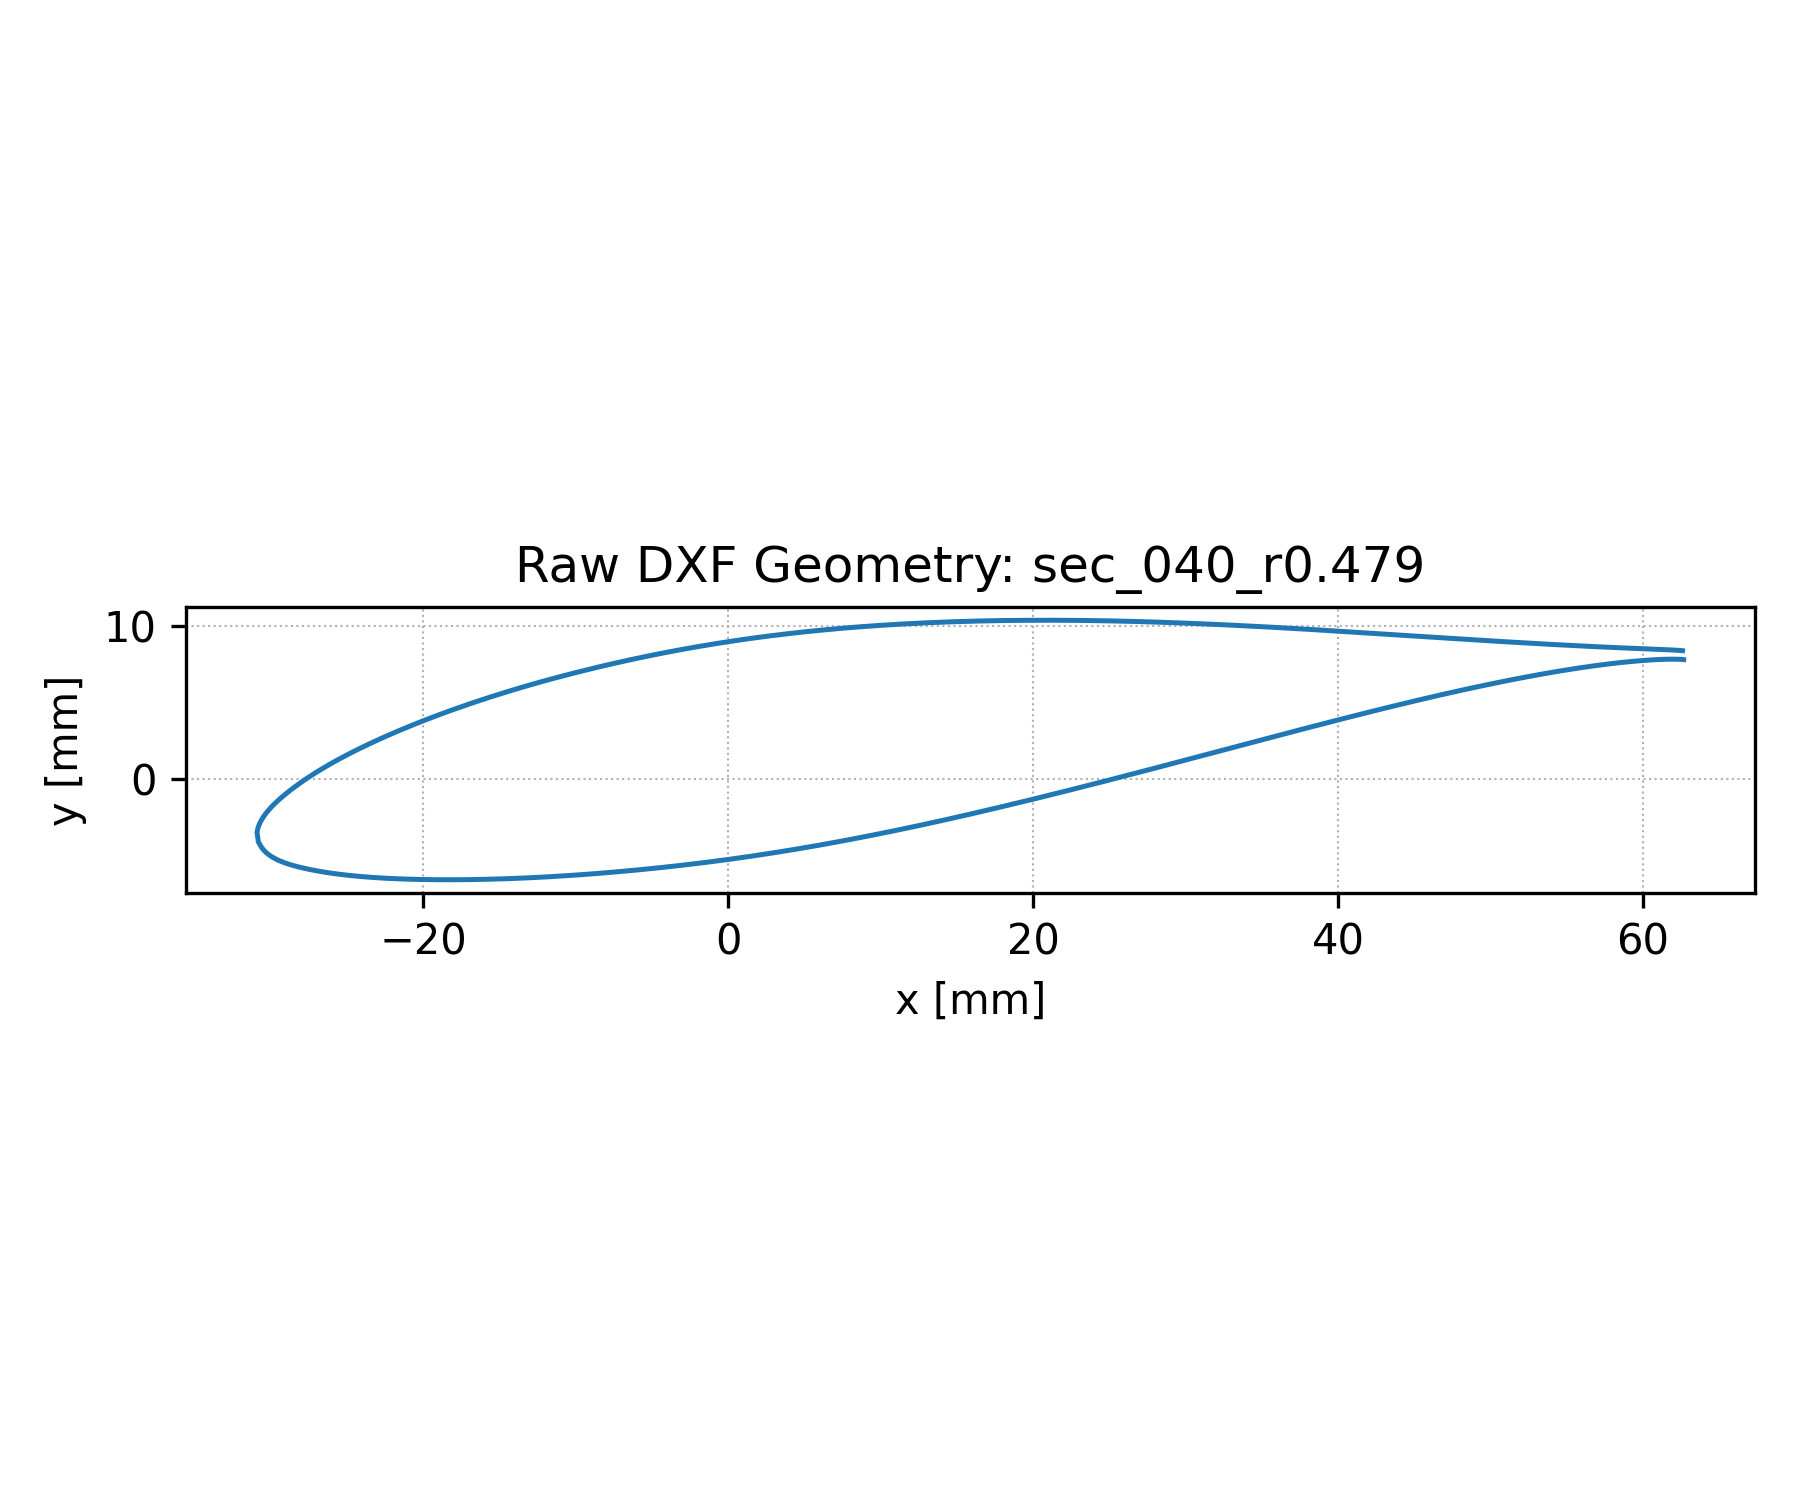 Raw DXF Geometry: sec_040_r0.479
10
0
y [mm]
−20 0 20 40 60
x [mm]